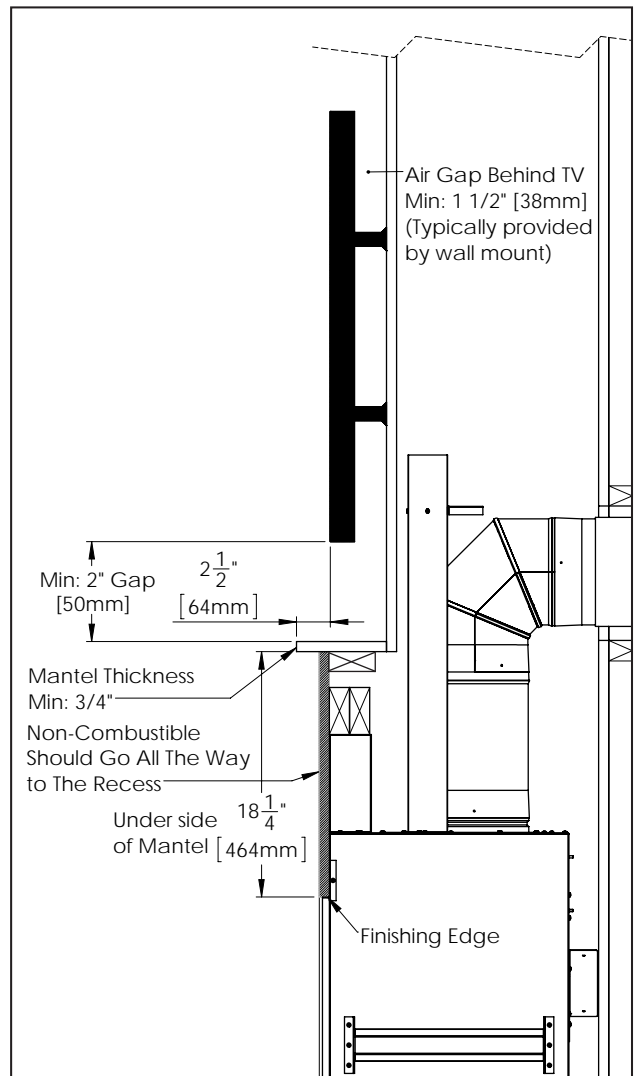 Air Gap Behind TV
Min: 1 1/2" [38mm]
(Typically provided
by wall mount)
Min: 2" Gap
[50mm]
2 1/2"
[64mm]
Mantel Thickness
Min: 3/4"
Non-Combustible
Should Go All The Way
to The Recess
Under side
of Mantel
18 1/4"
[464mm]
Finishing Edge